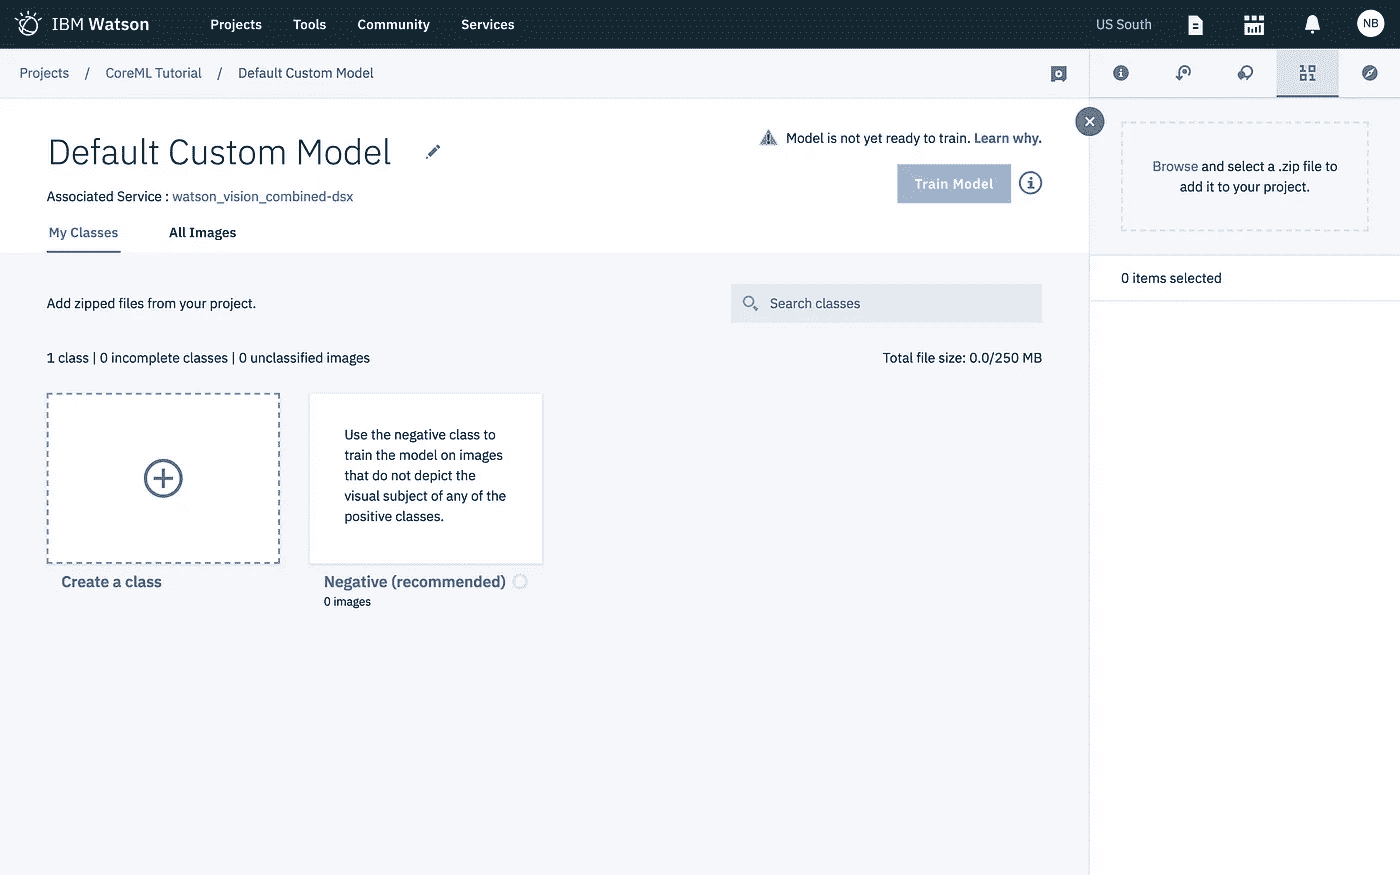 IBM Watson
Projects
Tools
Community
Services
US South
NB
Projects / CoreML Tutorial / Default Custom Model
Default Custom Model
Model is not yet ready to train. Learn why.
Train Model
Associated Service : watson_vision_combined-dsx
My Classes
All Images
Add zipped files from your project.
Search classes
1 class | 0 incomplete classes | 0 unclassified images
Total file size: 0.0/250 MB
Use the negative class to
train the model on images
that do not depict the
visual subject of any of the
positive classes.
Create a class
Negative (recommended)
0 images
Browse and select a .zip file to
add it to your project.
0 items selected